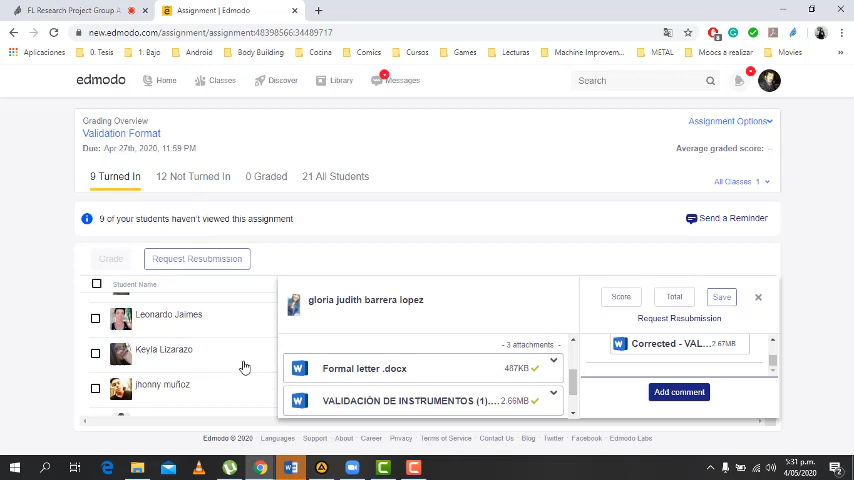 FL Research Project Group A
Assignment | Edmodo
new.edmodo.com/assignment/assignment:48398566:34489717
Aplicaciones 0. Tesis 1. Bajo Android Body Building Cocina Comics Cursos Games Lecturas Machine Improvem... METAL Moocs a realizar Movies »
edmodo Home Classes Discover Library Messages Search
Grading Overview
Assignment Options
Validation Format
Due: Apr 27th, 2020, 11:59 PM
Average graded score: --
9 Turned In 12 Not Turned In 0 Graded 21 All Students
All Classes 1
9 of your students haven't viewed this assignment
Send a Reminder
Grade Request Resubmission
Student Name
Leonardo Jaimes
Keyla Lizarazo
jhonny muñoz
gloria judith barrera lopez
- 3 attachments -
Formal letter .docx 487KB
VALIDACIÓN DE INSTRUMENTOS (1).... 2.66MB
Score Total Save
Request Resubmission
Corrected - VAL... 2.67MB
Add comment
Edmodo © 2020 Languages Support About Career Privacy Terms of Service Contact Us Blog Twitter Facebook Edmodo Labs
5:31 p.m.
4/05/2020
2